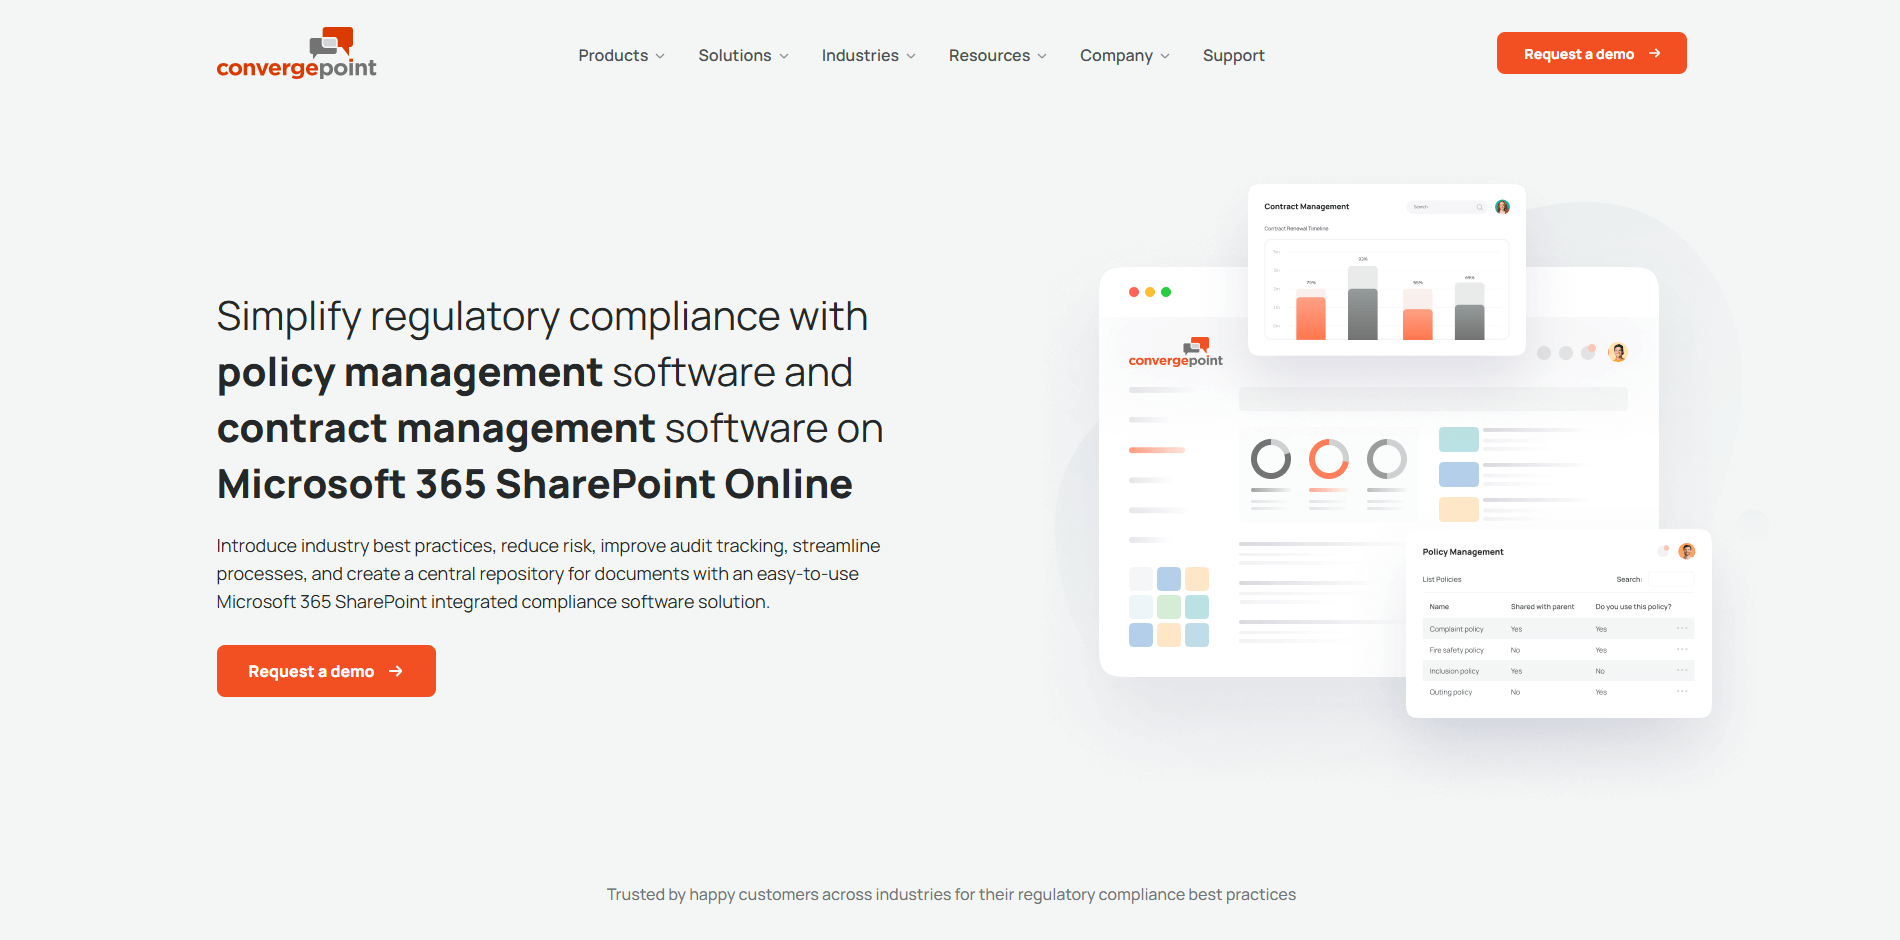 convergepoint
Products
Solutions
Industries
Resources
Company
Support
Request a demo
Simplify regulatory compliance with
policy management software and
contract management software on
Microsoft 365 SharePoint Online
Introduce industry best practices, reduce risk, improve audit tracking, streamline
processes, and create a central repository for documents with an easy-to-use
Microsoft 365 SharePoint integrated compliance software solution.
Request a demo
Contract Management
Search
Contract Renewal Timeline
convergepoint
Policy Management
List Policies
Search:
Name Shared with parent Do you use this policy?
Complaint policy Yes Yes
Fire safety policy No Yes
Inclusion policy Yes No
Outing policy No Yes
Trusted by happy customers across industries for their regulatory compliance best practices